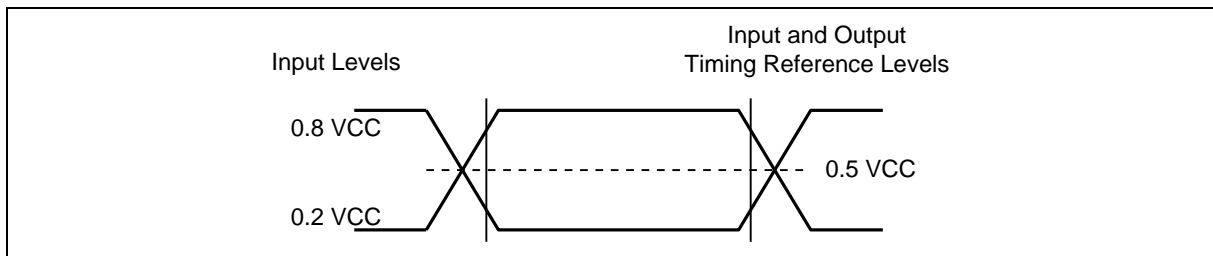 Input Levels
Input and Output
Timing Reference Levels
0.8 VCC
0.5 VCC
0.2 VCC